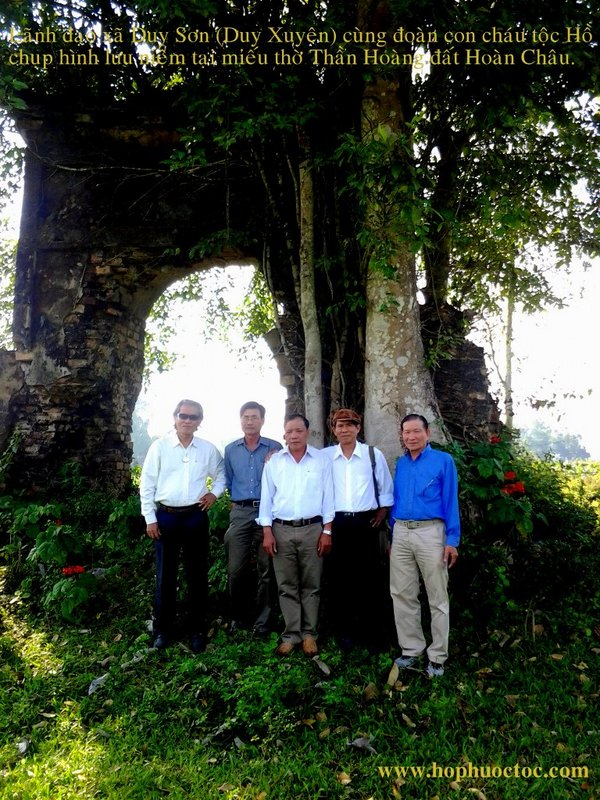 Lãnh đạo xã Duy Sơn (Duy Xuyên) cùng đoàn con cháu tộc Hồ
chụp hình lưu niệm tại miếu thờ Thần Hoàng đất Hoàn Châu.
www.hophuoctoc.com